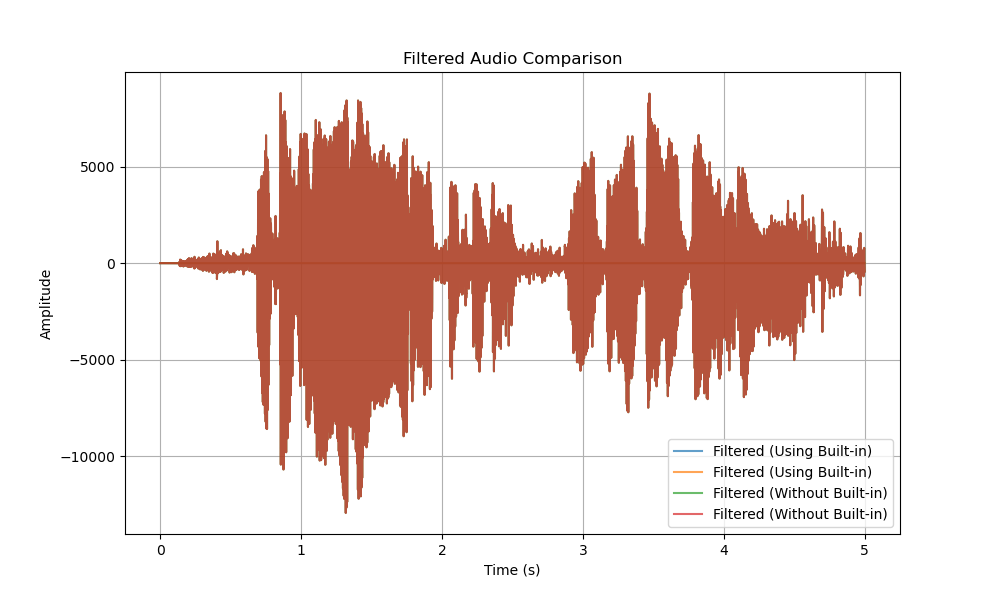 Filtered Audio Comparison
5000
0
−5000
−10000
Amplitude
0 1 2 3 4 5
Time (s)
Filtered (Using Built-in)
Filtered (Using Built-in)
Filtered (Without Built-in)
Filtered (Without Built-in)